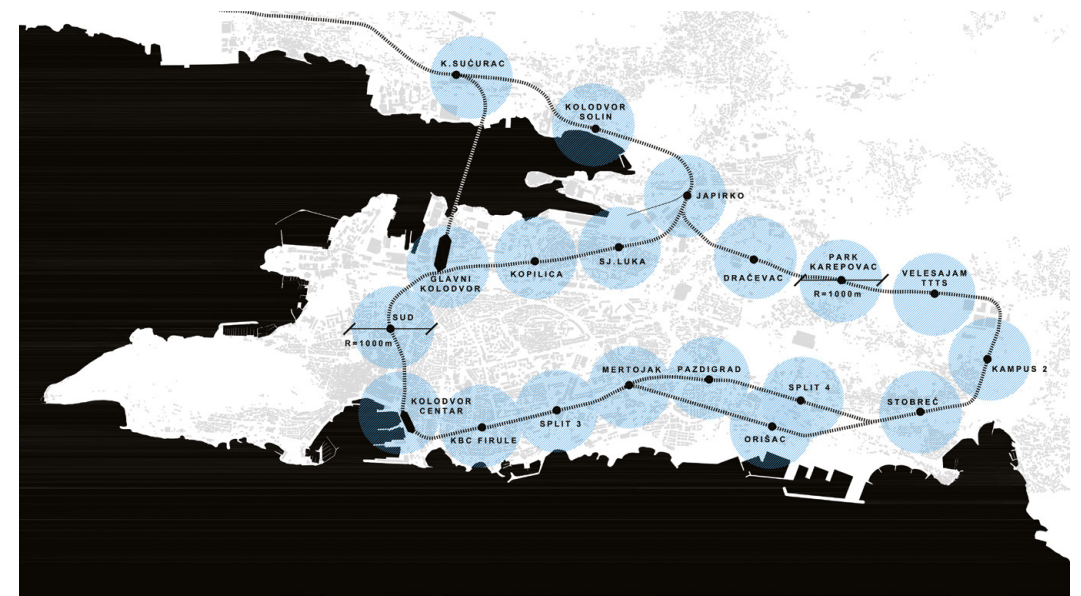 K.SUĆURAC
KOLODVOR
SOLIN
JAPIRKO
SJ.LUKA
KOPILICA
GLAVNI
KOLODVOR
DRAČEVAC
PARK
KAREPOVAC
R=1000m
VELESAJAM
TTTS
SUD
R=1000m
KAMPUS 2
MERTOJAK
PAZDIGRAD
SPLIT 4
STOBREČ
KOLODVOR
CENTAR
KBC FIRULE
SPLIT 3
ORIŠAC